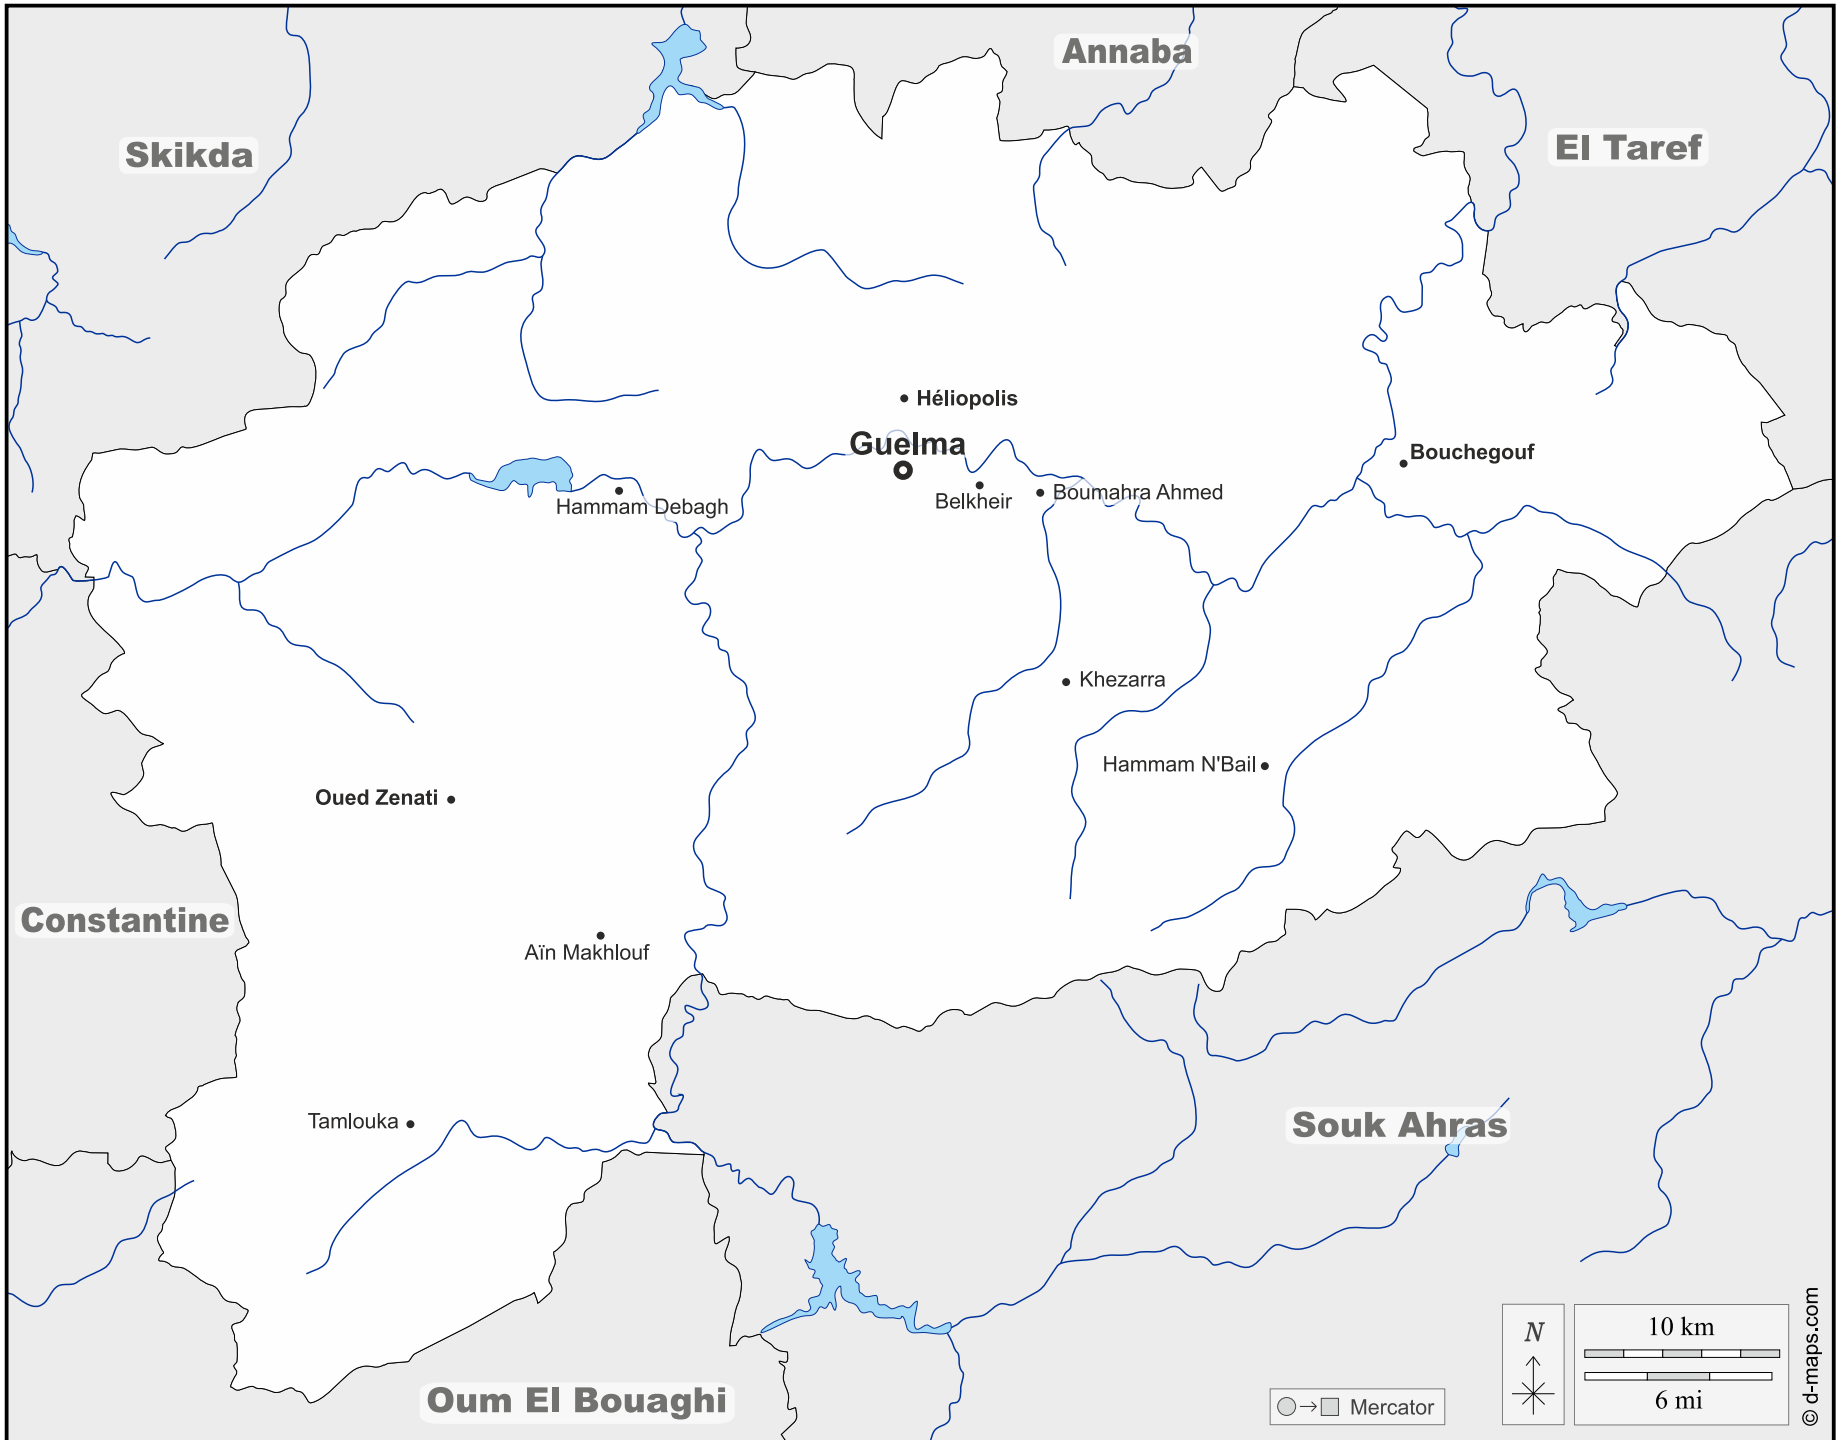 Annaba
Skikda
El Taref
Héliopolis
Guelma
Bouchegouf
Hammam Debagh
Belkheir
Boumahra Ahmed
Khezarra
Hammam N'Bail
Oued Zenati
Constantine
Aïn Makhlouf
Tamlouka
Souk Ahras
Oum El Bouaghi
Mercator
N
10 km
6 mi
© d-maps.com